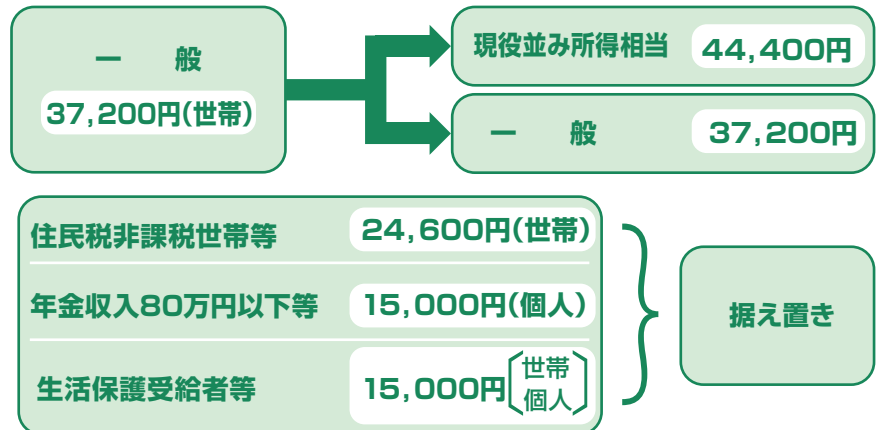 一般
37,200円(世帯)
現役並み所得相当 44,400円
一般 37,200円
住民税非課税世帯等 24,600円(世帯)
年金収入80万円以下等 15,000円(個人)
生活保護受給者等 15,000円〔世帯
個人〕
据え置き